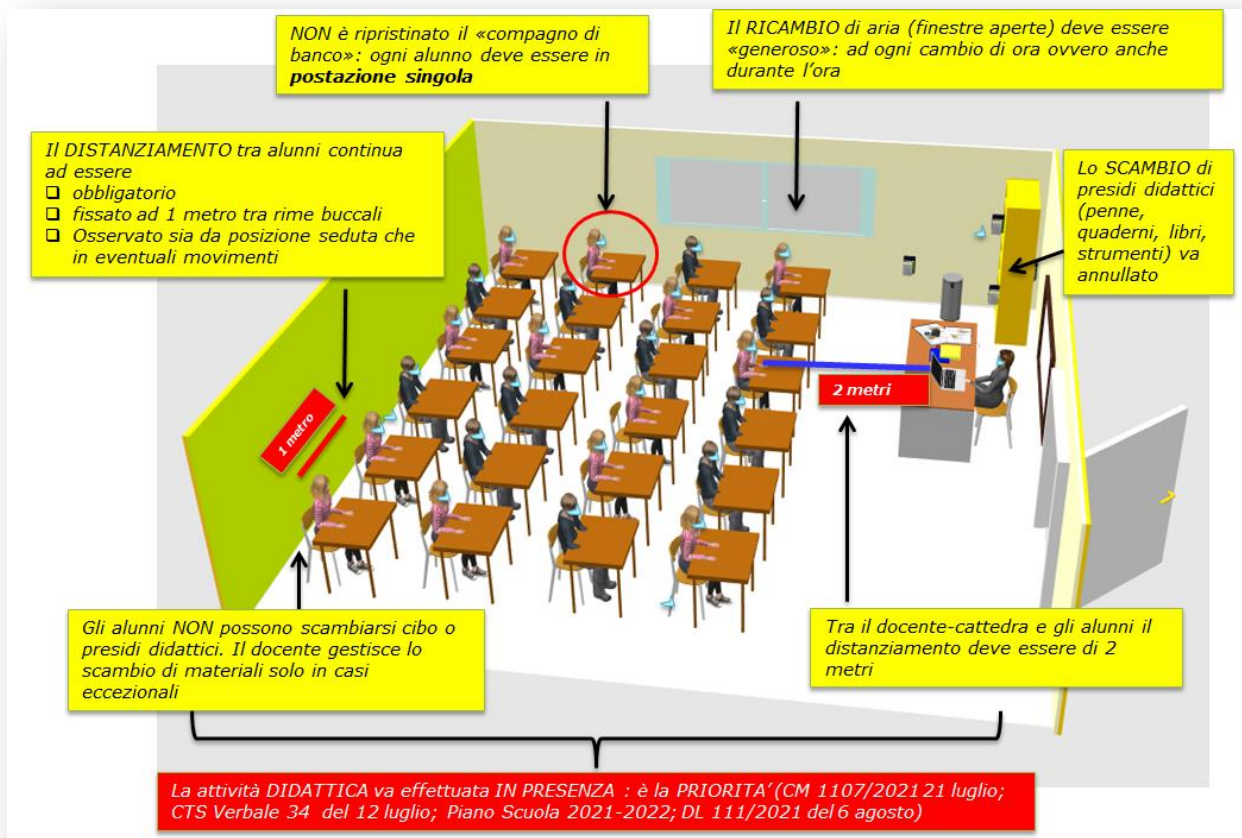 NON è ripristinato il «compagno di
banco»: ogni alunno deve essere in
postazione singola
Il RICAMBIO di aria (finestre aperte) deve essere
«generoso»: ad ogni cambio di ora ovvero anche
durante l'ora
Il DISTANZIAMENTO tra alunni continua
ad essere
❑ obbligatorio
❑ fissato ad 1 metro tra rime buccali
❑ Osservato sia da posizione seduta che
in eventuali movimenti
Lo SCAMBIO di
presidi didattici
(penne,
quaderni, libri,
strumenti) va
annullato
1 metro
2 metri
Gli alunni NON possono scambiarsi cibo o
presidi didattici. Il docente gestisce lo
scambio di materiali solo in casi
eccezionali
Tra il docente-cattedra e gli alunni il
distanziamento deve essere di 2
metri
La attività DIDATTICA va effettuata IN PRESENZA : è la PRIORITA' (CM 1107/2021 21 luglio;
CTS Verbale 34 del 12 luglio; Piano Scuola 2021-2022; DL 111/2021 del 6 agosto)